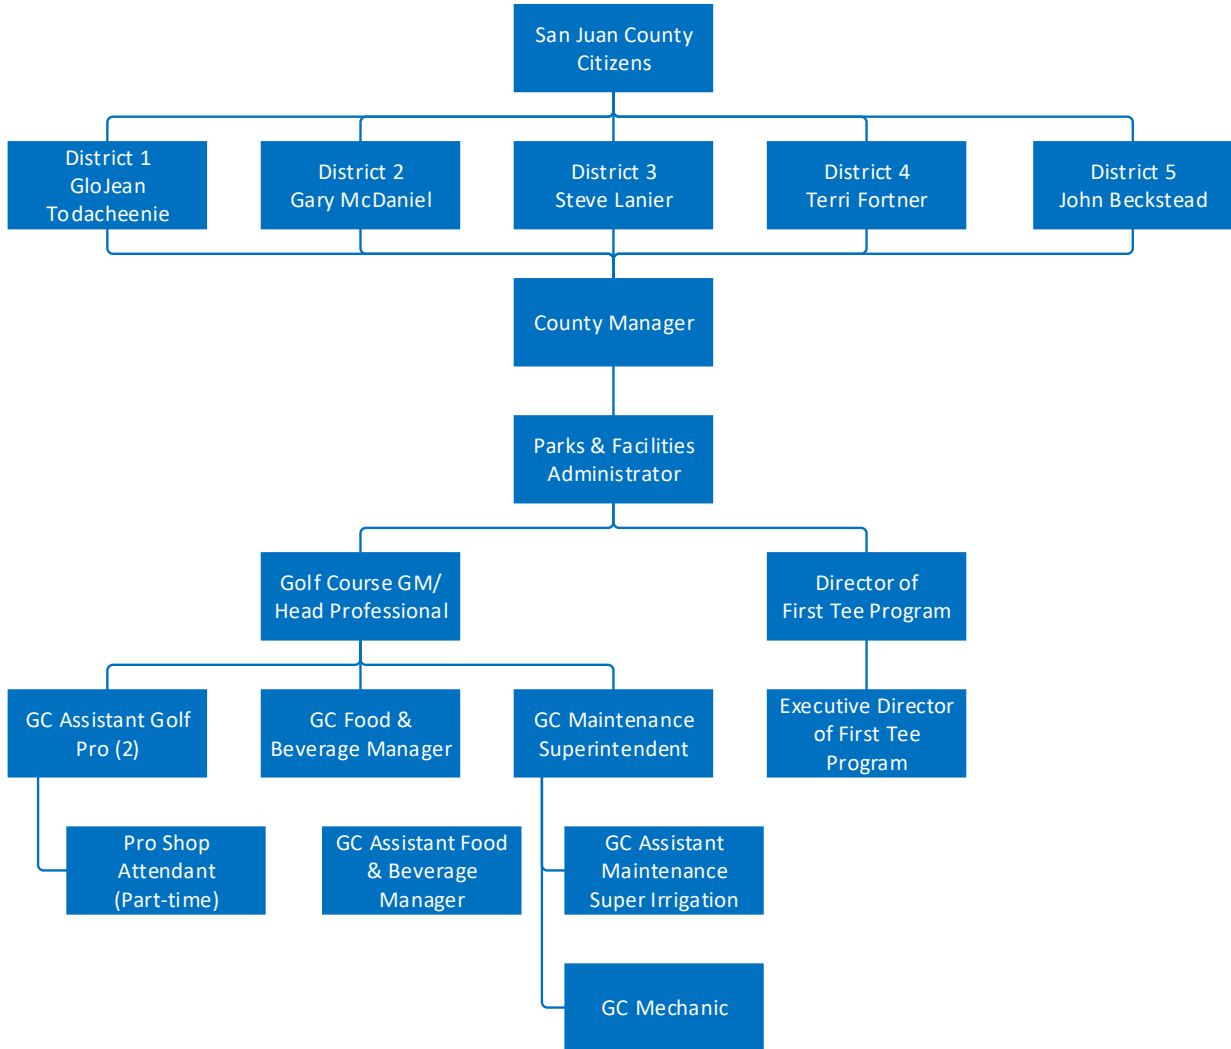 San Juan County
Citizens
District 1
GloJean
Todacheenie
District 2
Gary McDaniel
District 3
Steve Lanier
District 4
Terri Fortner
District 5
John Beckstead
County Manager
Parks & Facilities
Administrator
Golf Course GM/
Head Professional
Director of
First Tee Program
GC Assistant Golf
Pro (2)
GC Food &
Beverage Manager
GC Maintenance
Superintendent
Executive Director
of First Tee
Program
Pro Shop
Attendant
(Part-time)
GC Assistant Food
& Beverage
Manager
GC Assistant
Maintenance
Super Irrigation
GC Mechanic